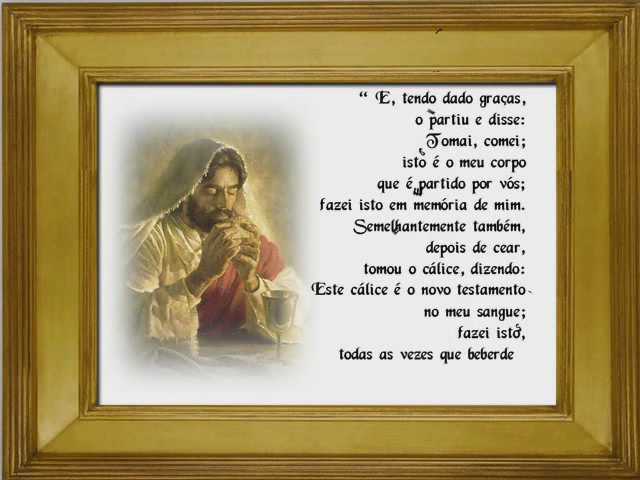 “ E, tendo dado graças,
o partiu e disse:
Tomai, comei;
isto é o meu corpo
que é partido por vós;
fazei isto em memória de mim.
Semelhantemente também,
depois de cear,
tomou o cálice, dizendo:
Este cálice é o novo testamento
no meu sangue;
fazei isto,
todas as vezes que beberde